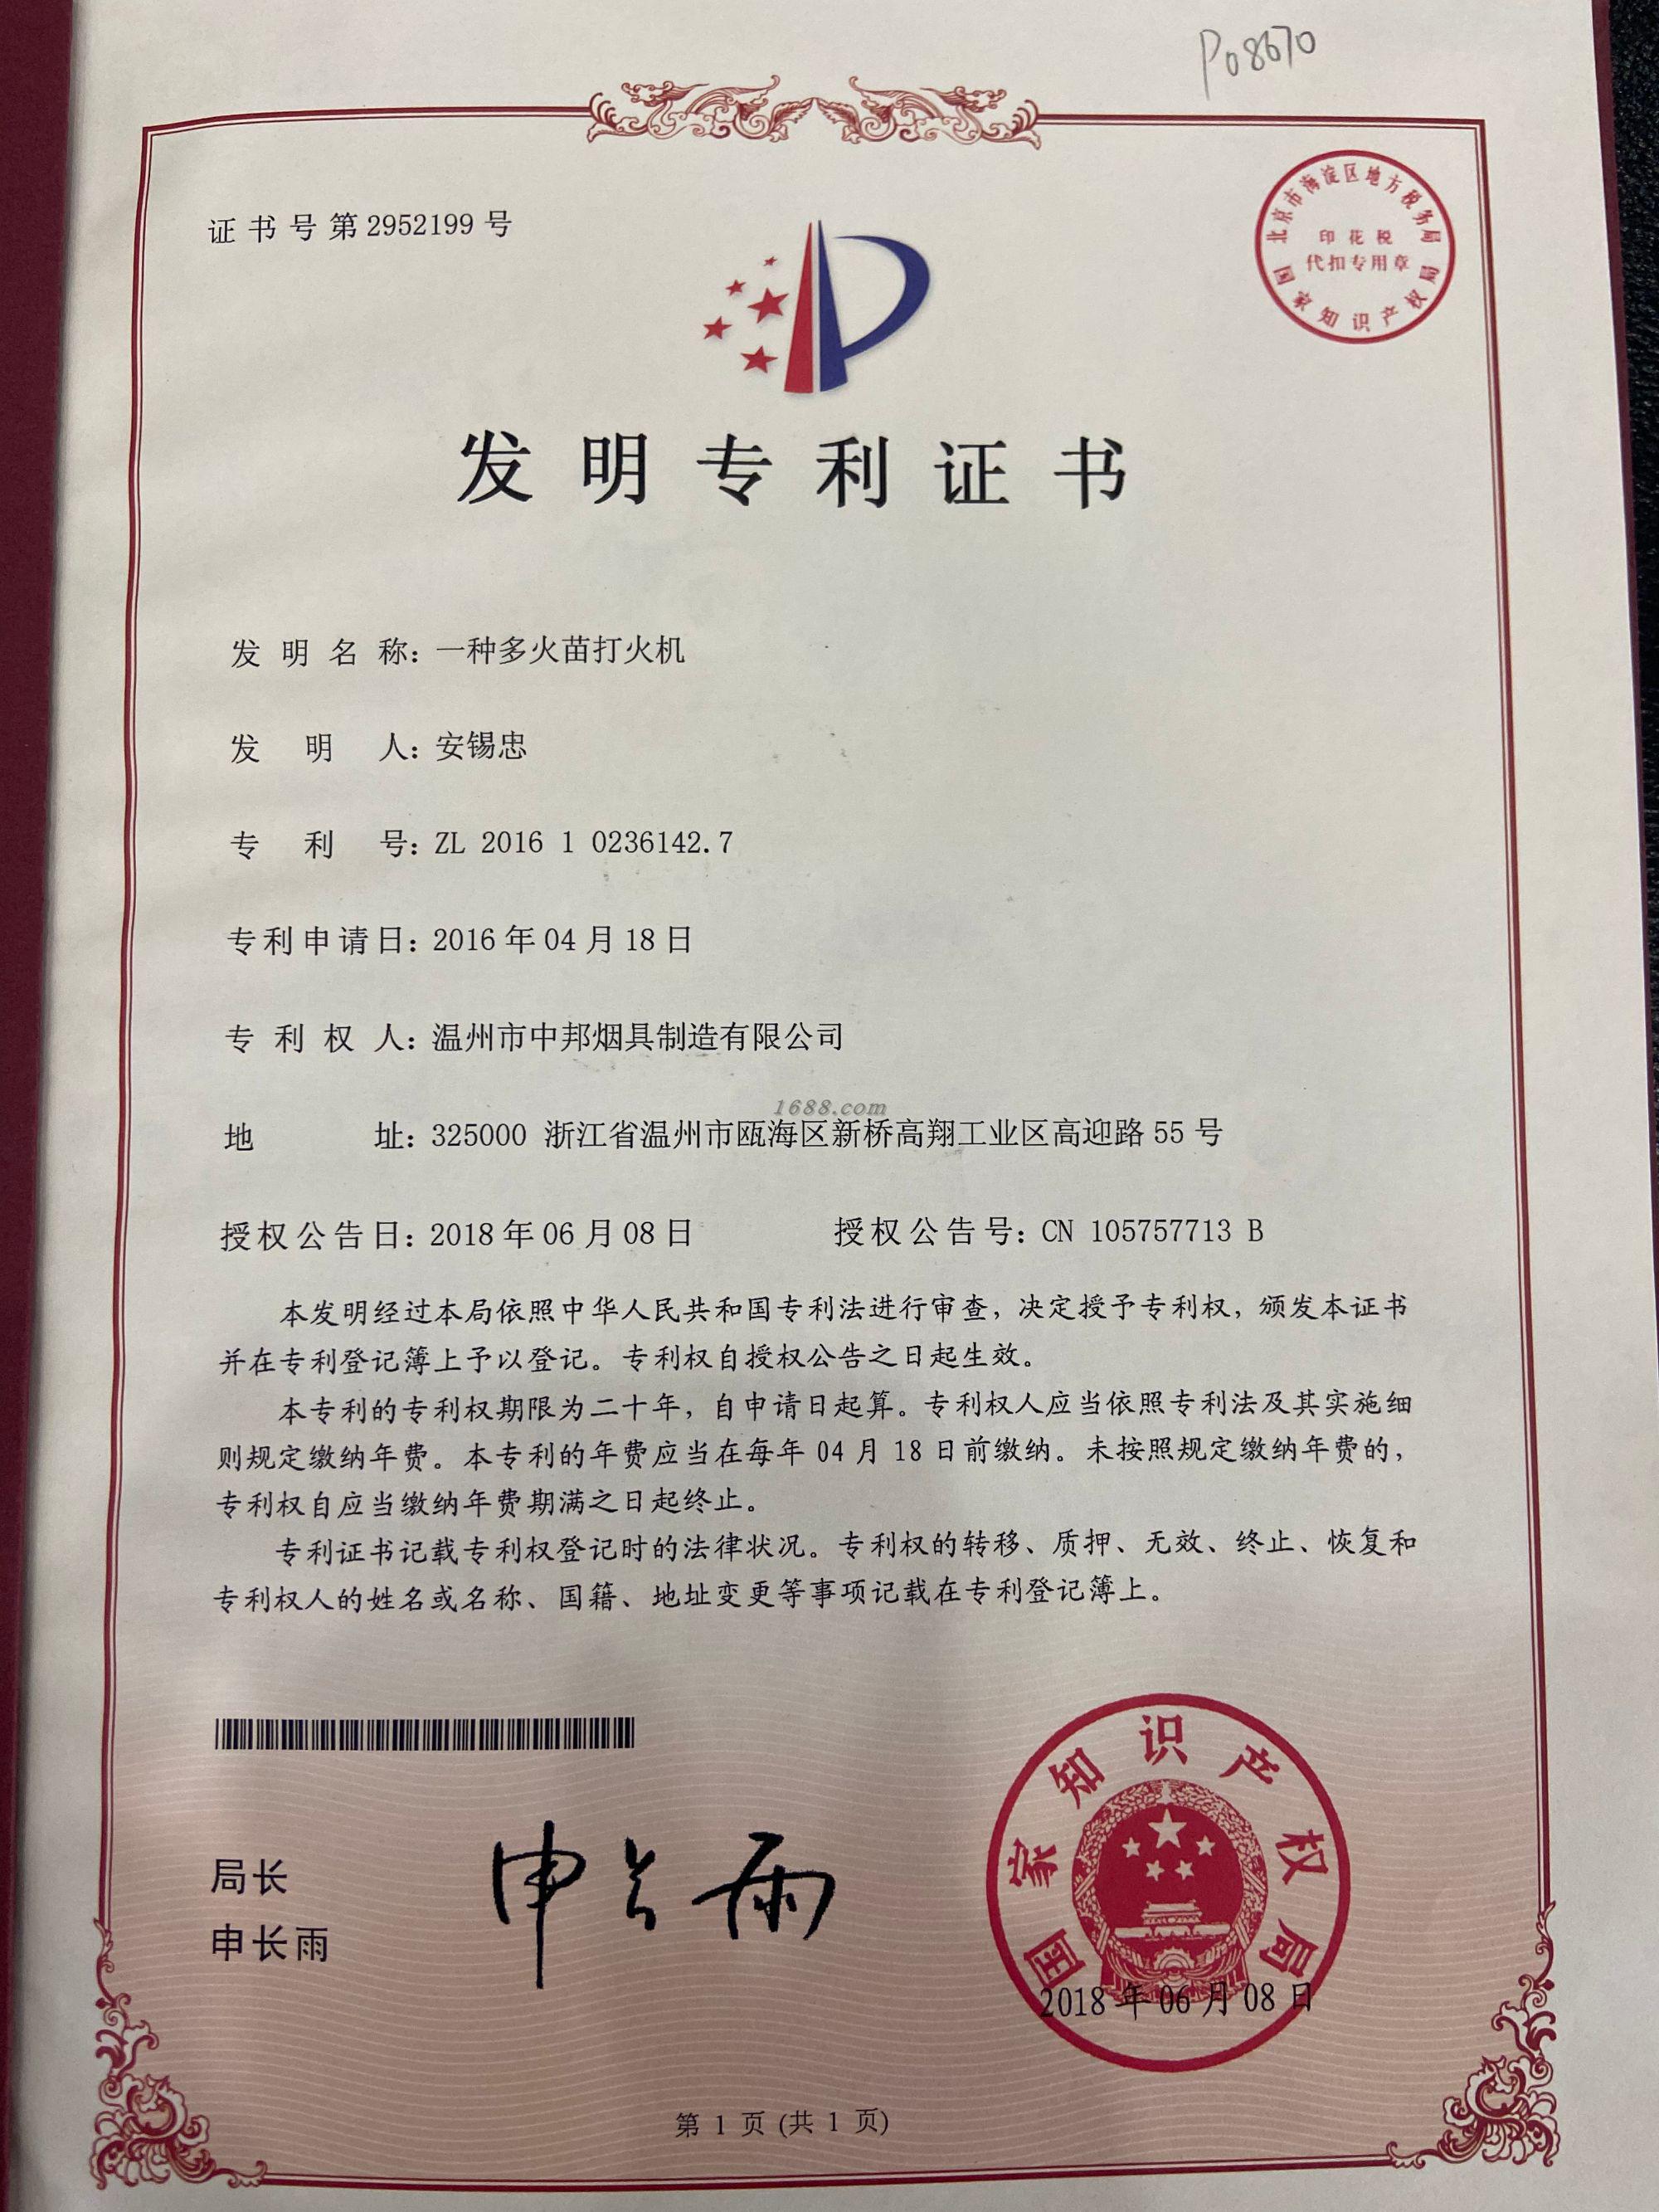 P08670
证书号第2952199号
北京市海淀区地方税务局
印花税
代扣专用章
国家知识产权局
发明专利证书
发明名称：一种多火苗打火机
发明人：安锡忠
专利号：ZL 2016 1 0236142.7
专利申请日：2016年04月18日
专利权人：温州市中邦烟具制造有限公司
1688.com
地址：325000 浙江省温州市瓯海区新桥高翔工业区高迎路55号
授权公告日：2018年06月08日 授权公告号：CN 105757713 B
本发明经过本局依照中华人民共和国专利法进行审查，决定授予专利权，颁发本证书
并在专利登记簿上予以登记。专利权自授权公告之日起生效。
本专利的专利权期限为二十年，自申请日起算。专利权人应当依照专利法及其实施细
则规定缴纳年费。本专利的年费应当在每年04月18日前缴纳。未按照规定缴纳年费的，
专利权自应当缴纳年费期满之日起终止。
专利证书记载专利权登记时的法律状况。专利权的转移、质押、无效、终止、恢复和
专利权人的姓名或名称、国籍、地址变更等事项记载在专利登记簿上。
局长
申长雨
申长雨
国家知识产权局
2018年06月08日
第1页(共1页)